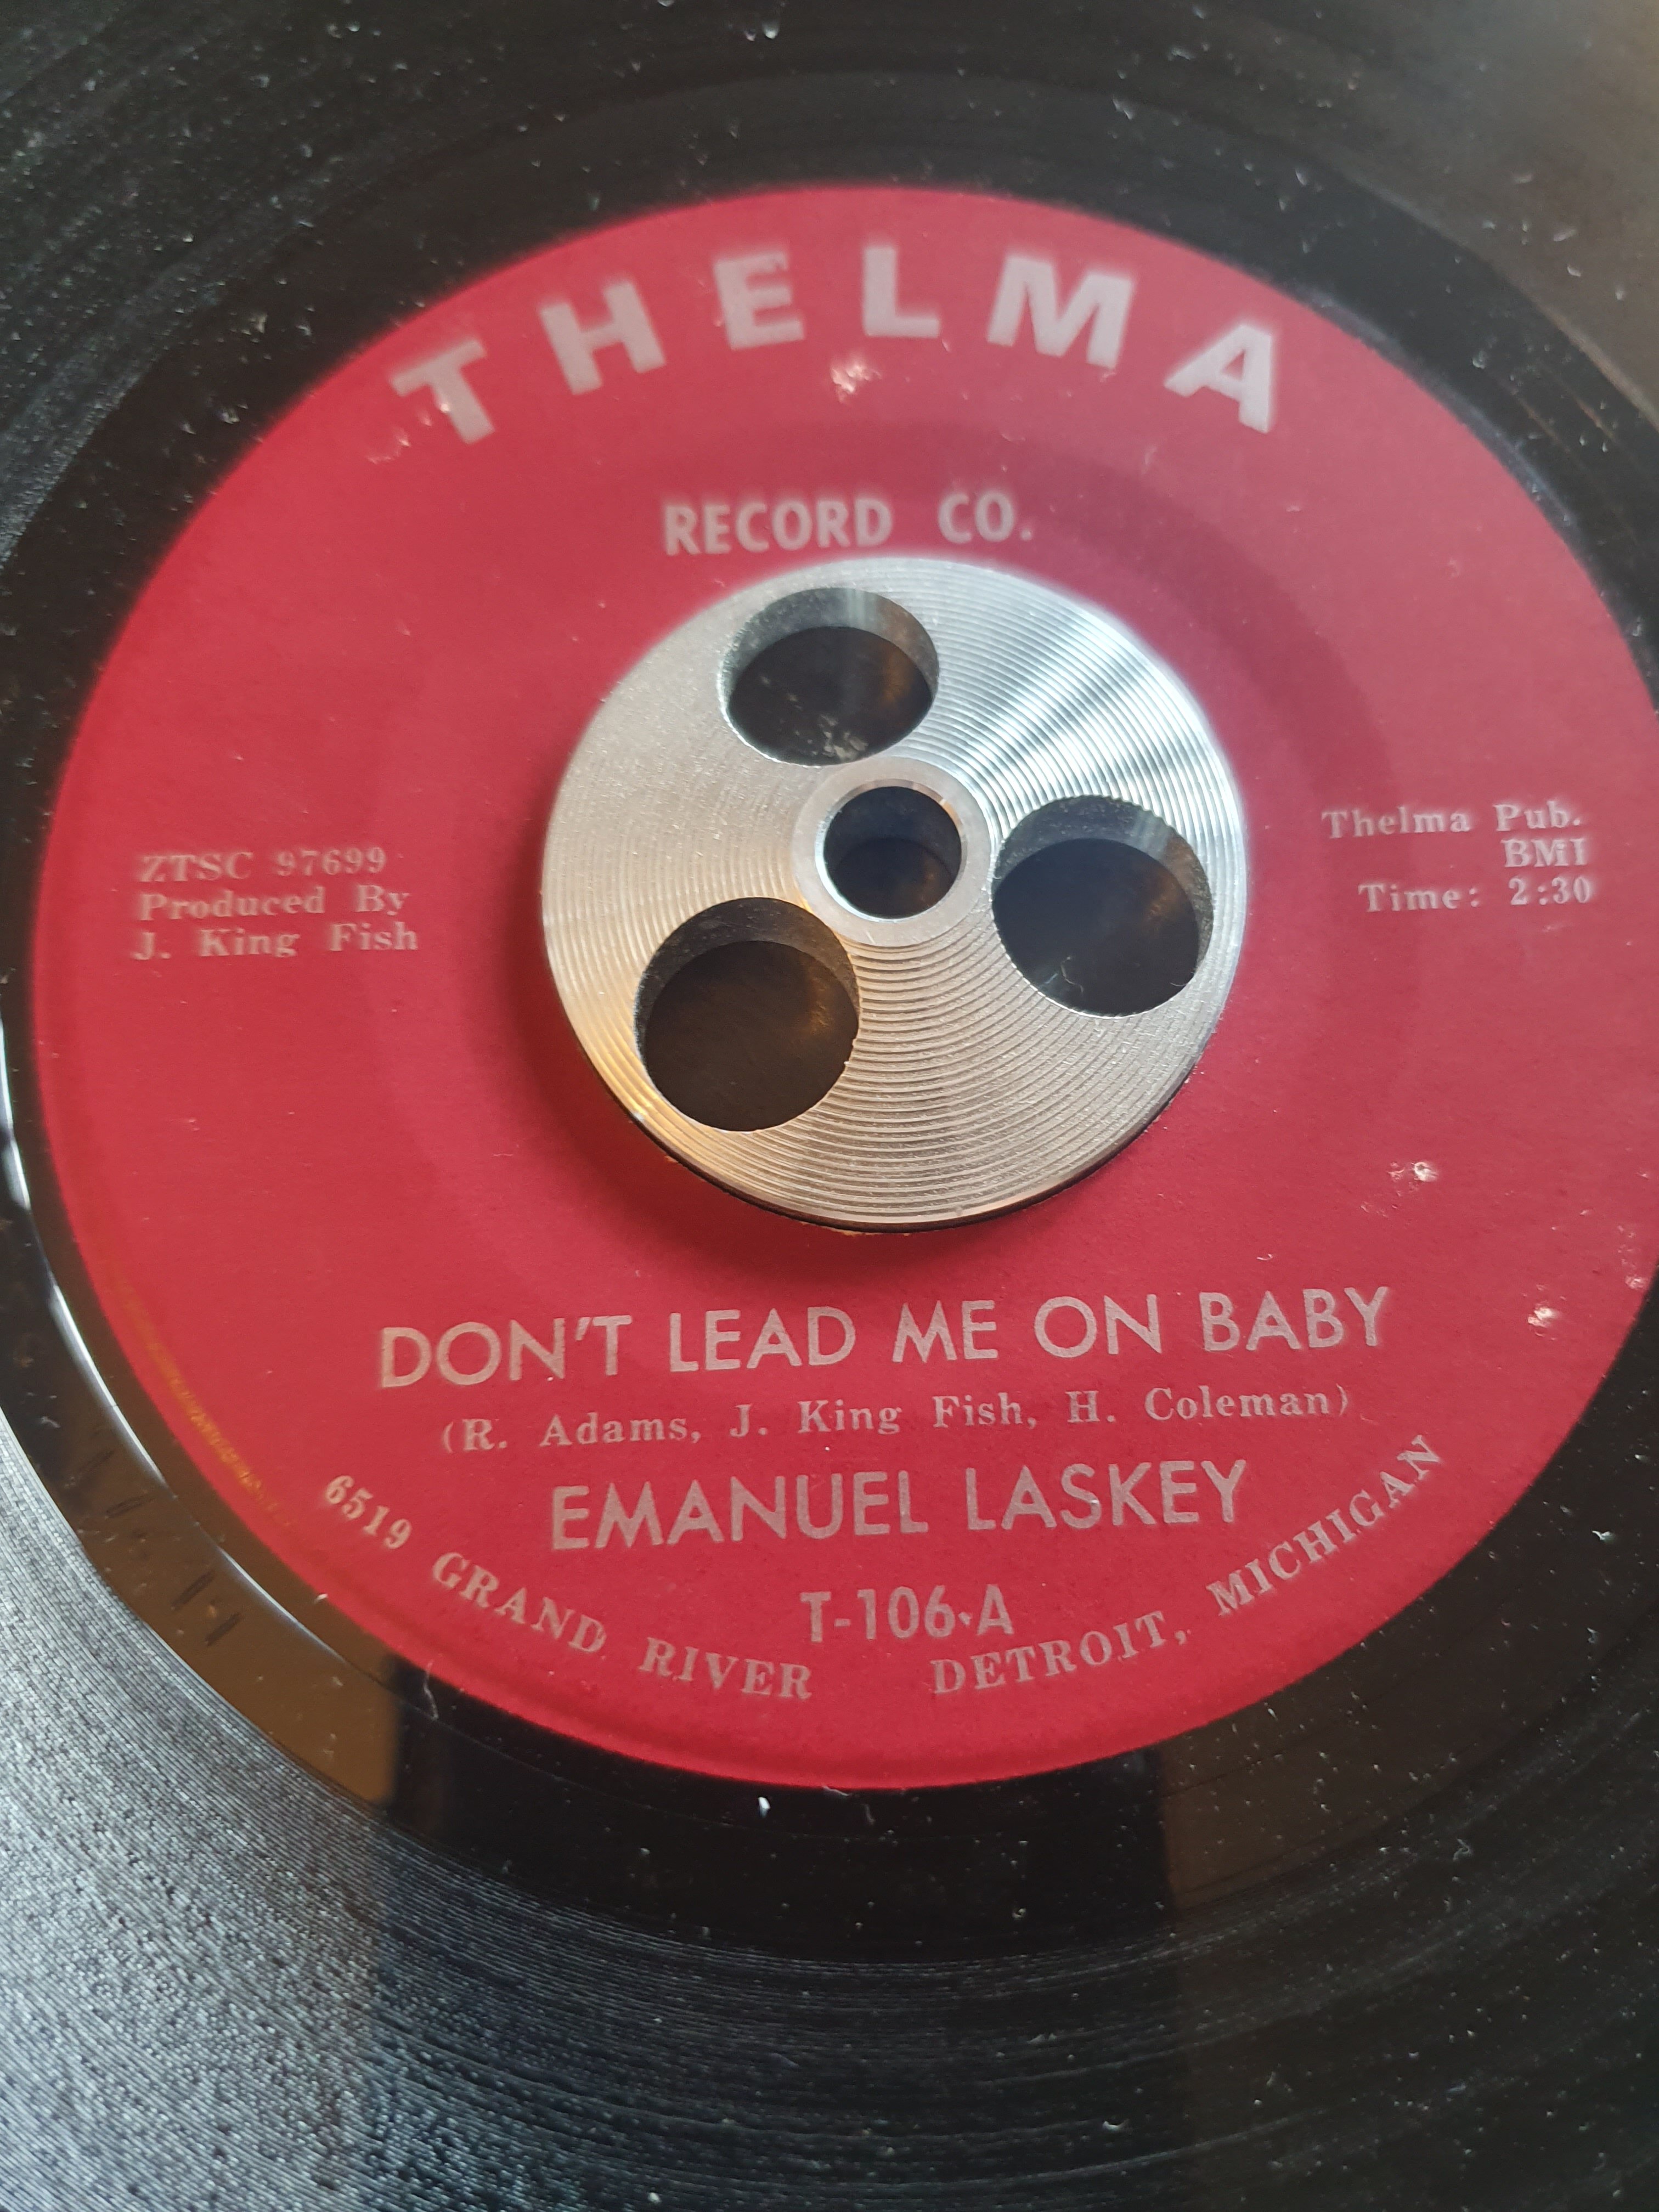 THELMA
RECORD CO.
ZTSC 97699
Produced By
J. King Fish
Thelma Pub.
BMI
Time: 2:30
DON'T LEAD ME ON BABY
(R. Adams, J. King Fish, H. Coleman)
EMANUEL LASKEY
T-106-A
6519 GRAND RIVER DETROIT, MICHIGAN